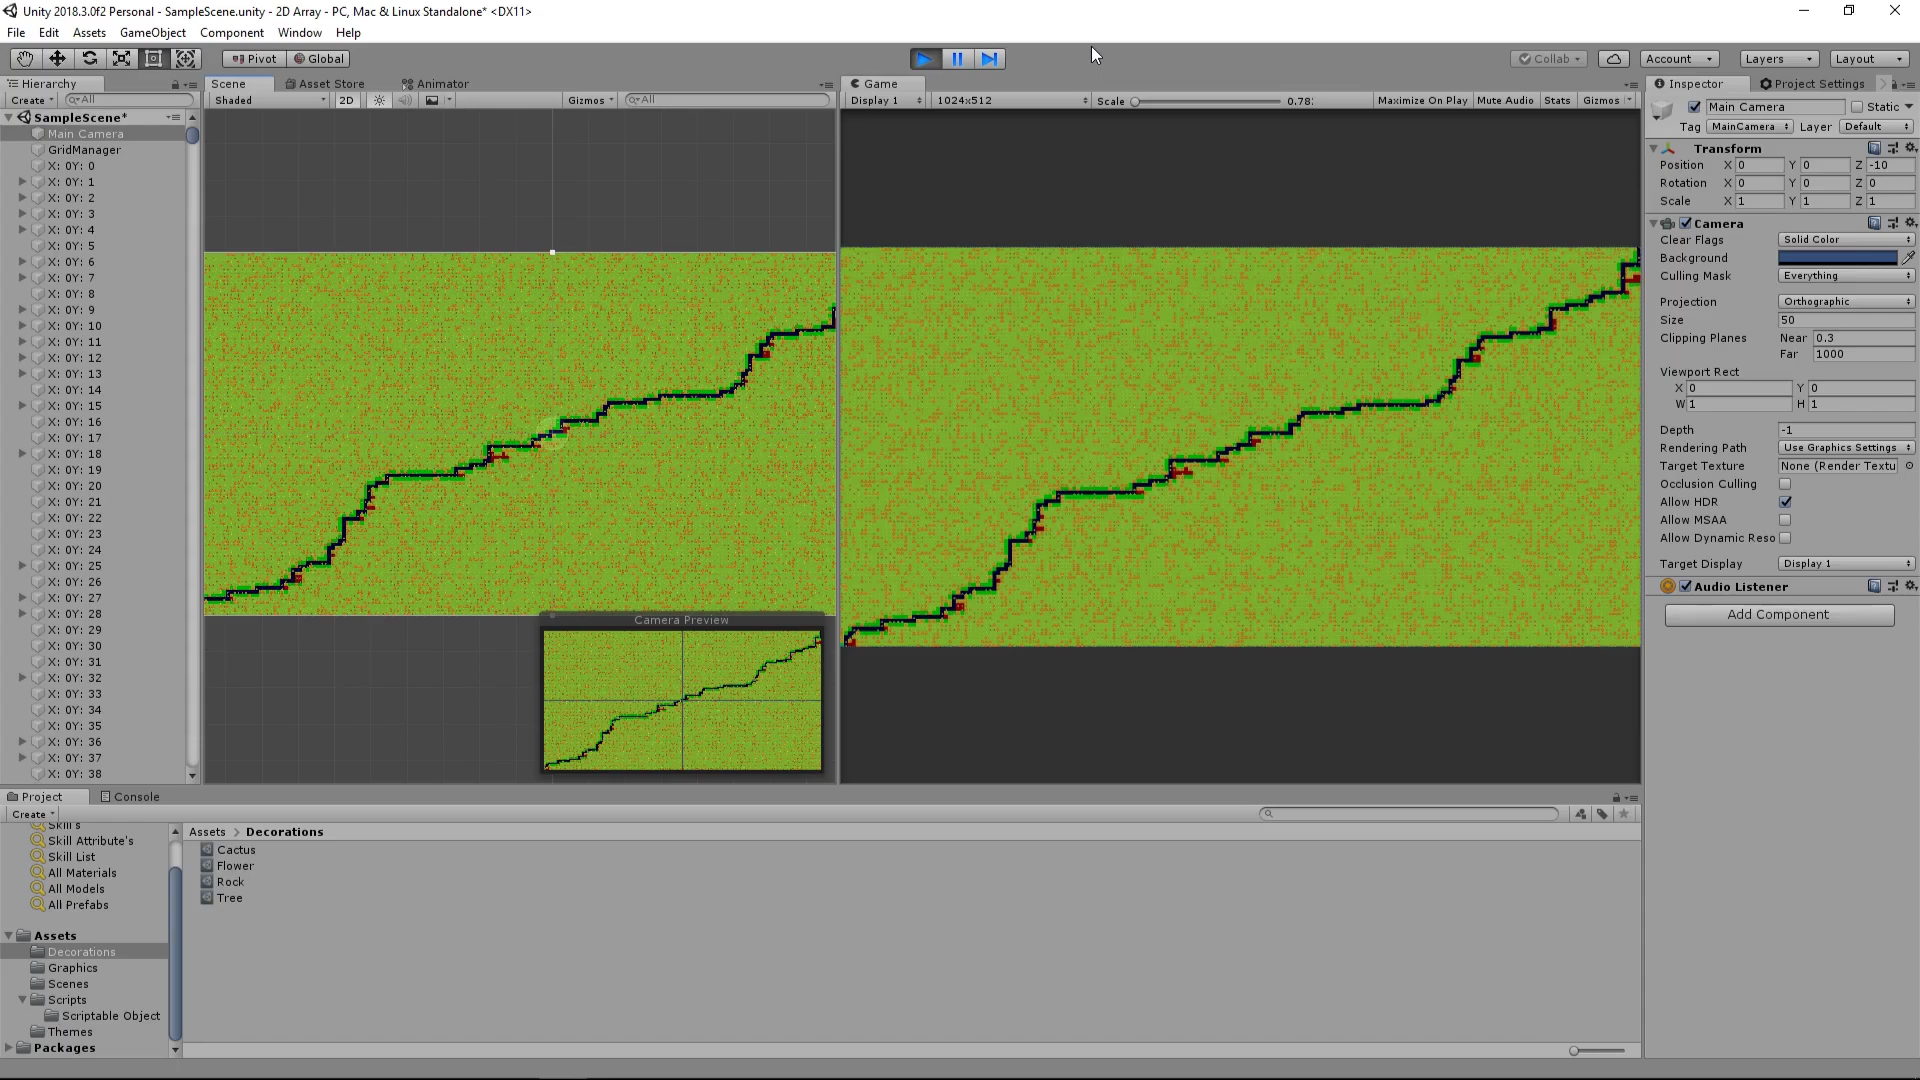 Unity 2018.3.0f2 Personal - SampleScene.unity - 2D Array - PC, Mac & Linux Standalone* <DX11>
File Edit Assets GameObject Component Window Help
Pivot Global Collab Account Layers Layout
Hierarchy
Create All
SampleScene*
Main Camera
GridManager
X: 0Y: 0
X: 0Y: 1
X: 0Y: 2
X: 0Y: 3
X: 0Y: 4
X: 0Y: 5
X: 0Y: 6
X: 0Y: 7
X: 0Y: 8
X: 0Y: 9
X: 0Y: 10
X: 0Y: 11
X: 0Y: 12
X: 0Y: 13
X: 0Y: 14
X: 0Y: 15
X: 0Y: 16
X: 0Y: 17
X: 0Y: 18
X: 0Y: 19
X: 0Y: 20
X: 0Y: 21
X: 0Y: 22
X: 0Y: 23
X: 0Y: 24
X: 0Y: 25
X: 0Y: 26
X: 0Y: 27
X: 0Y: 28
X: 0Y: 29
X: 0Y: 30
X: 0Y: 31
X: 0Y: 32
X: 0Y: 33
X: 0Y: 34
X: 0Y: 35
X: 0Y: 36
X: 0Y: 37
X: 0Y: 38
Scene Asset Store Animator
Shaded 2D Gizmos All
Camera Preview
Game
Display 1 1024x512 Scale 0.78 Maximize On Play Mute Audio Stats Gizmos
Inspector Project Settings
Main Camera Static
Tag MainCamera Layer Default
Transform
Position X 0 Y 0 Z -10
Rotation X 0 Y 0 Z 0
Scale X 1 Y 1 Z 1
Camera
Clear Flags Solid Color
Background
Culling Mask Everything
Projection Orthographic
Size 50
Clipping Planes Near 0.3
Far 1000
Viewport Rect
X 0 Y 0
W 1 H 1
Depth -1
Rendering Path Use Graphics Settings
Target Texture None (Render Textu
Occlusion Culling
Allow HDR
Allow MSAA
Allow Dynamic Reso
Target Display Display 1
Audio Listener
Add Component
Project Console
Create
Skill's
Skill Attribute's
Skill List
All Materials
All Models
All Prefabs
Assets
Decorations
Graphics
Scenes
Scripts
Scriptable Object
Themes
Packages
Assets > Decorations
Cactus
Flower
Rock
Tree